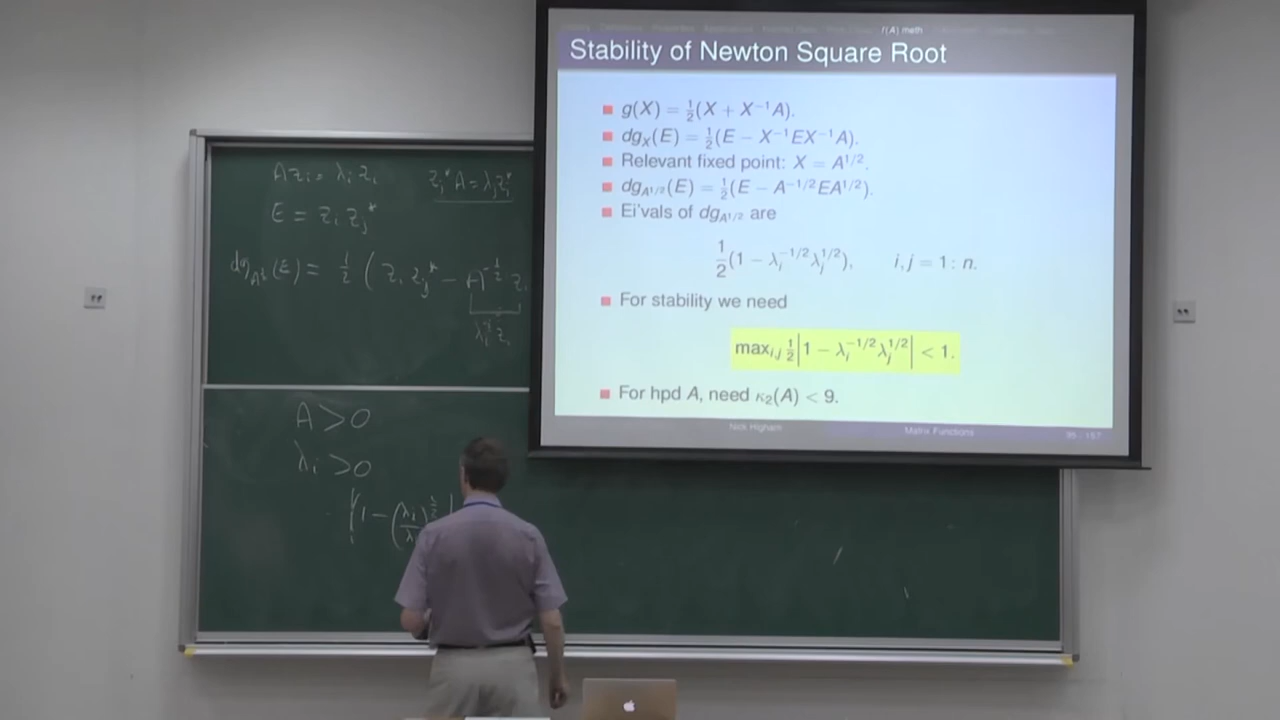 f(A) math
Stability of Newton Square Root
g(X) = ½(X + X⁻¹A).
dg_X(E) = ½(E − X⁻¹EX⁻¹A).
Relevant fixed point: X = A^{1/2}.
dg_{A^{1/2}}(E) = ½(E − A^{−1/2}EA^{1/2}).
Ei'vals of dg_{A^{1/2}} are
½(1 − λ_i^{−1/2}λ_j^{1/2}), i, j = 1: n.
For stability we need
max_{i,j} ½|1 − λ_i^{−1/2}λ_j^{1/2}| < 1.
For hpd A, need κ₂(A) < 9.
Nick Higham Matrix Functions
A z_i = λ_i z_i z_j* A = λ_j z_j*
E = z_i z_j*
dg_{A^{1/2}}(E) = ½ ( z_i z_j* − A^{−1/2} z_i
A > 0
λ_i > 0
| 1 − (